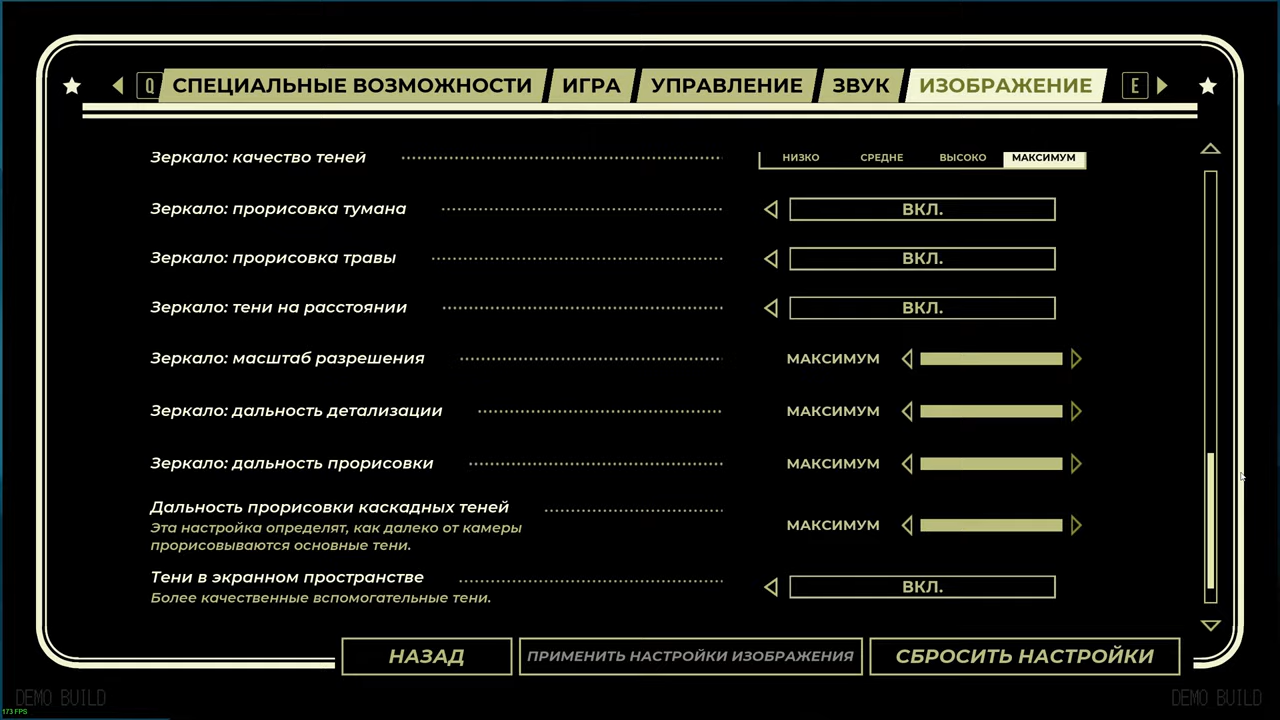 Q СПЕЦИАЛЬНЫЕ ВОЗМОЖНОСТИ ИГРА УПРАВЛЕНИЕ ЗВУК ИЗОБРАЖЕНИЕ E
Зеркало: качество теней НИЗКО СРЕДНЕ ВЫСОКО МАКСИМУМ
Зеркало: прорисовка тумана ВКЛ.
Зеркало: прорисовка травы ВКЛ.
Зеркало: тени на расстоянии ВКЛ.
Зеркало: масштаб разрешения МАКСИМУМ
Зеркало: дальность детализации МАКСИМУМ
Зеркало: дальность прорисовки МАКСИМУМ
Дальность прорисовки каскадных теней
Эта настройка определят, как далеко от камеры МАКСИМУМ
прорисовываются основные тени.
Тени в экранном пространстве ВКЛ.
Более качественные вспомогательные тени.
НАЗАД ПРИМЕНИТЬ НАСТРОЙКИ ИЗОБРАЖЕНИЯ СБРОСИТЬ НАСТРОЙКИ
DEMO BUILD DEMO BUILD
173 FPS